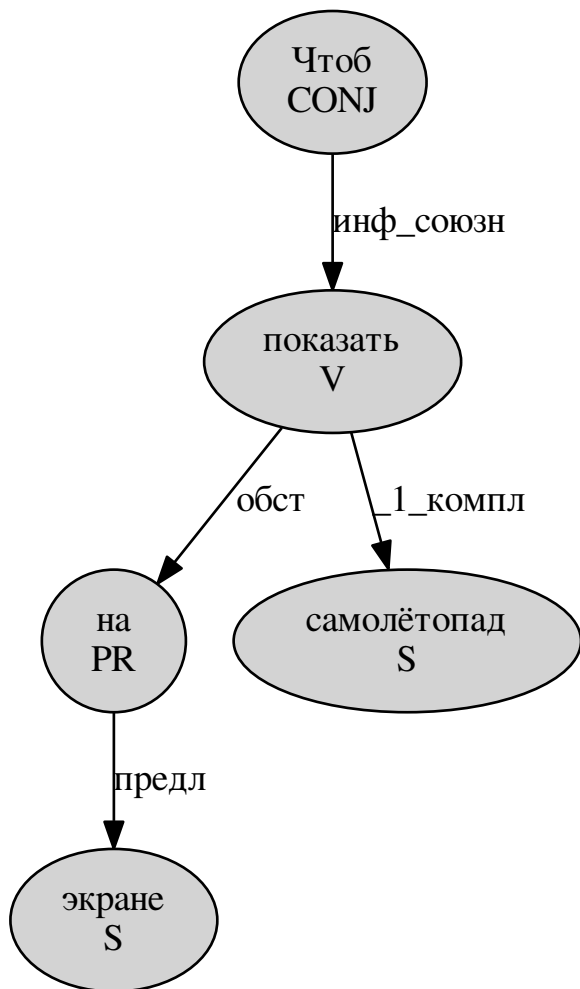 Чтоб
CONJ
инф_союзн
показать
V
обст
_1_компл
на
PR
самолётопад
S
предл
экране
S